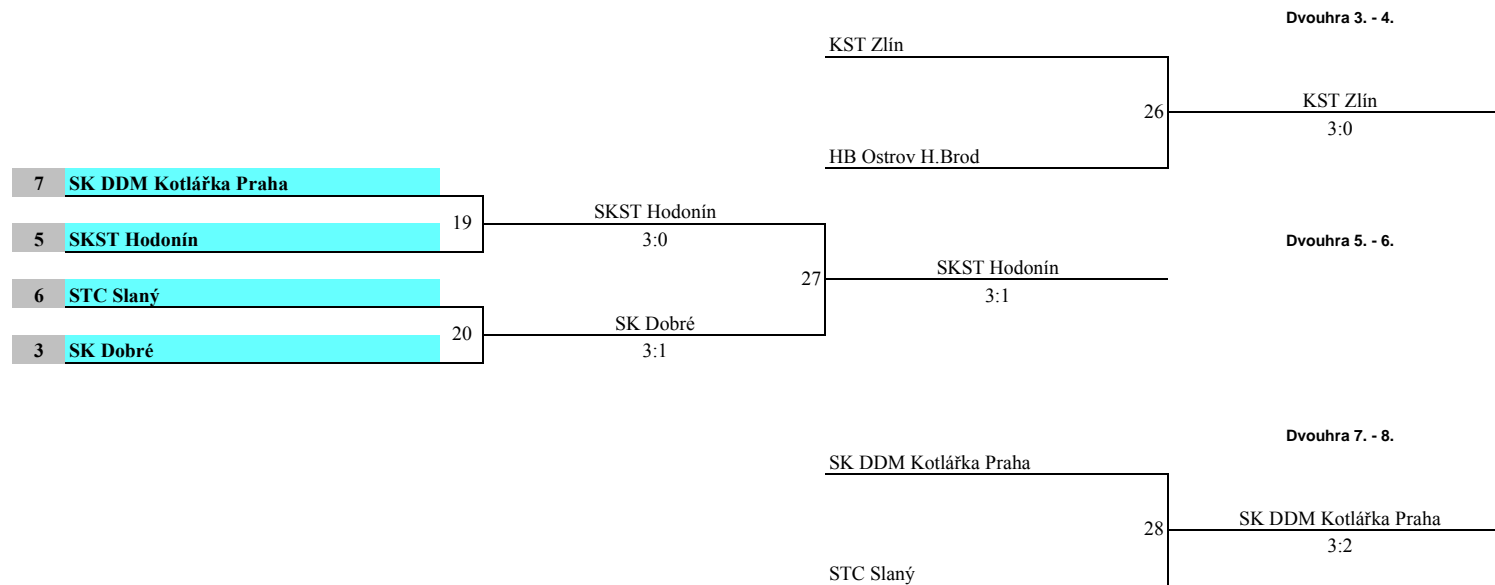 Dvouhra 3. - 4.
KST Zlín
26
KST Zlín
3:0
HB Ostrov H.Brod
7 SK DDM Kotlářka Praha
19
SKST Hodonín
3:0
5 SKST Hodonín
Dvouhra 5. - 6.
27
SKST Hodonín
3:1
6 STC Slaný
20
SK Dobré
3:1
3 SK Dobré
Dvouhra 7. - 8.
SK DDM Kotlářka Praha
28
SK DDM Kotlářka Praha
3:2
STC Slaný